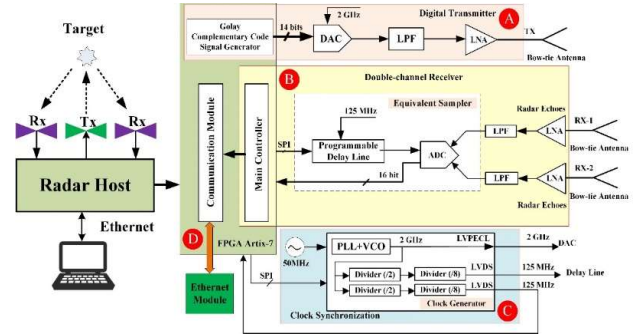 Target
Rx
Tx
Rx
Radar Host
Ethernet
Golay
Complementary Code
Signal Generator
14 bits
2 GHz
DAC
LPF
LNA
Digital Transmitter
A
TX
Bow-tie Antenna
B
Double-channel Receiver
Communication Module
Main Controller
SPI
125 MHz
Equivalent Sampler
Programmable
Delay Line
ADC
16 bit
Radar Echoes
RX-1
LPF
LNA
Bow-tie Antenna
RX-2
LPF
LNA
Radar Echoes
Bow-tie Antenna
D
FPGA Artix-7
Ethernet
Module
SPI
50MHz
PLL+VCO
2 GHz
LVPECL
2 GHz
DAC
Divider (/2)
Divider (/8)
LVDS
125 MHz
Delay Line
Divider (/2)
Divider (/8)
LVDS
125 MHz
Clock Generator
C
Clock Synchronization